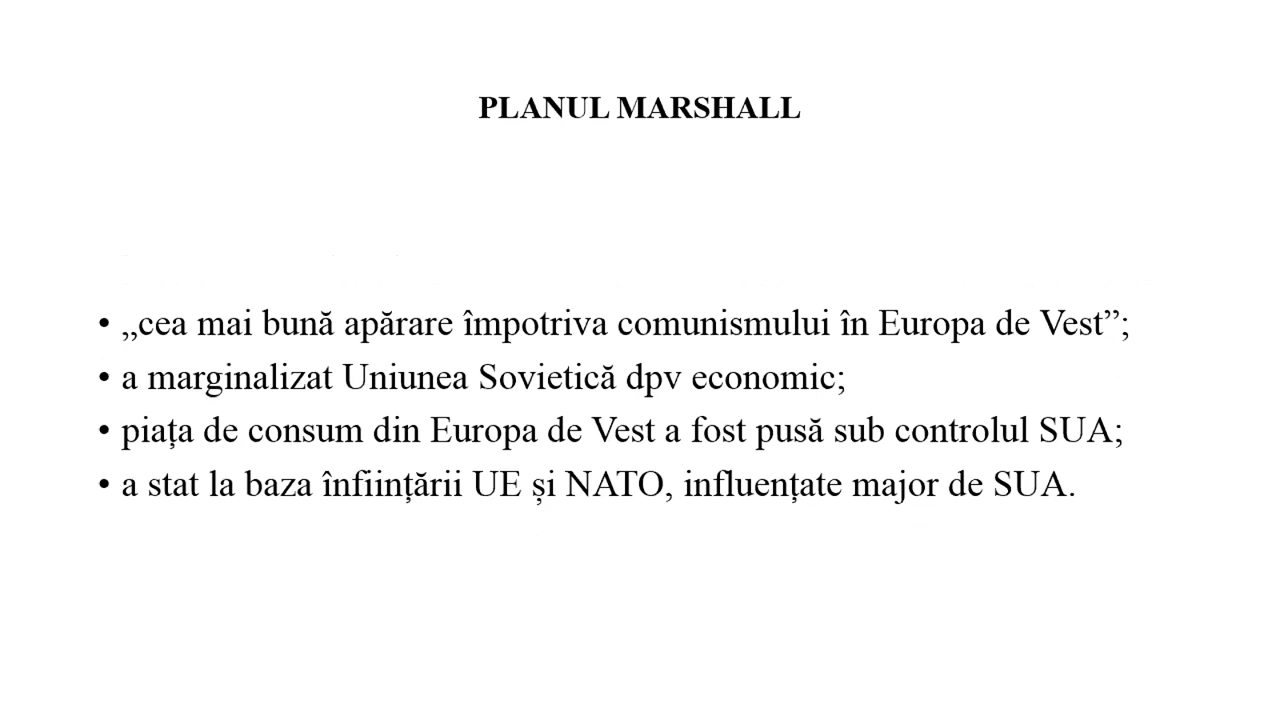 PLANUL MARSHALL
• „cea mai bună apărare împotriva comunismului în Europa de Vest”;
• a marginalizat Uniunea Sovietică dpv economic;
• piața de consum din Europa de Vest a fost pusă sub controlul SUA;
• a stat la baza înființării UE și NATO, influențate major de SUA.